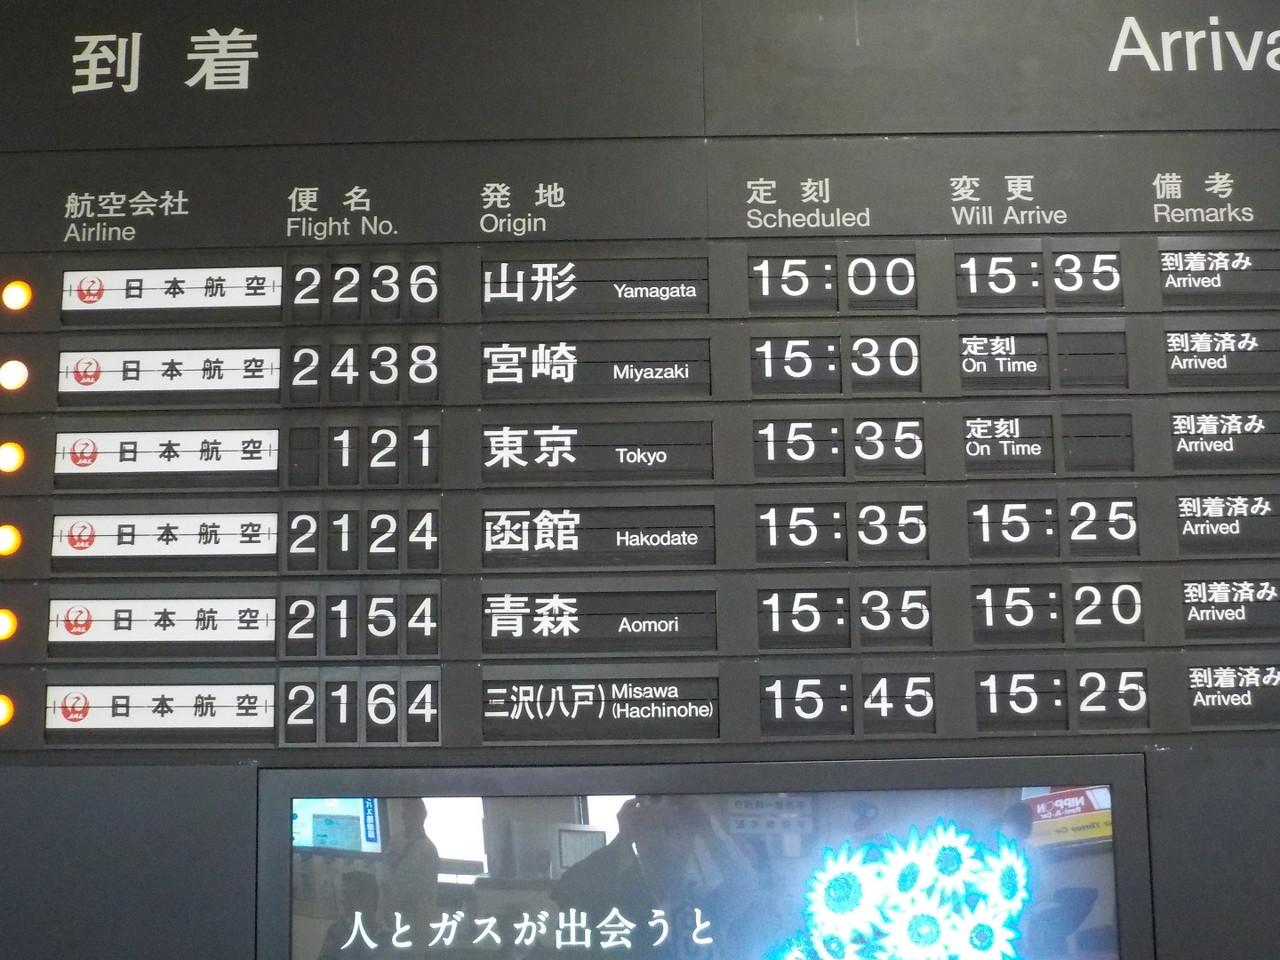 到着 Arriva
航空会社 便名 発地 定刻 変更 備考
Airline Flight No. Origin Scheduled Will Arrive Remarks
JAL 日本航空 2236 山形 Yamagata 15:00 15:35 到着済み Arrived
JAL 日本航空 2438 宮崎 Miyazaki 15:30 定刻 On Time 到着済み Arrived
JAL 日本航空 121 東京 Tokyo 15:35 定刻 On Time 到着済み Arrived
JAL 日本航空 2124 函館 Hakodate 15:35 15:25 到着済み Arrived
JAL 日本航空 2154 青森 Aomori 15:35 15:20 到着済み Arrived
JAL 日本航空 2164 三沢(八戸) Misawa (Hachinohe) 15:45 15:25 到着済み Arrived
NIPPON
人とガスが出会うと